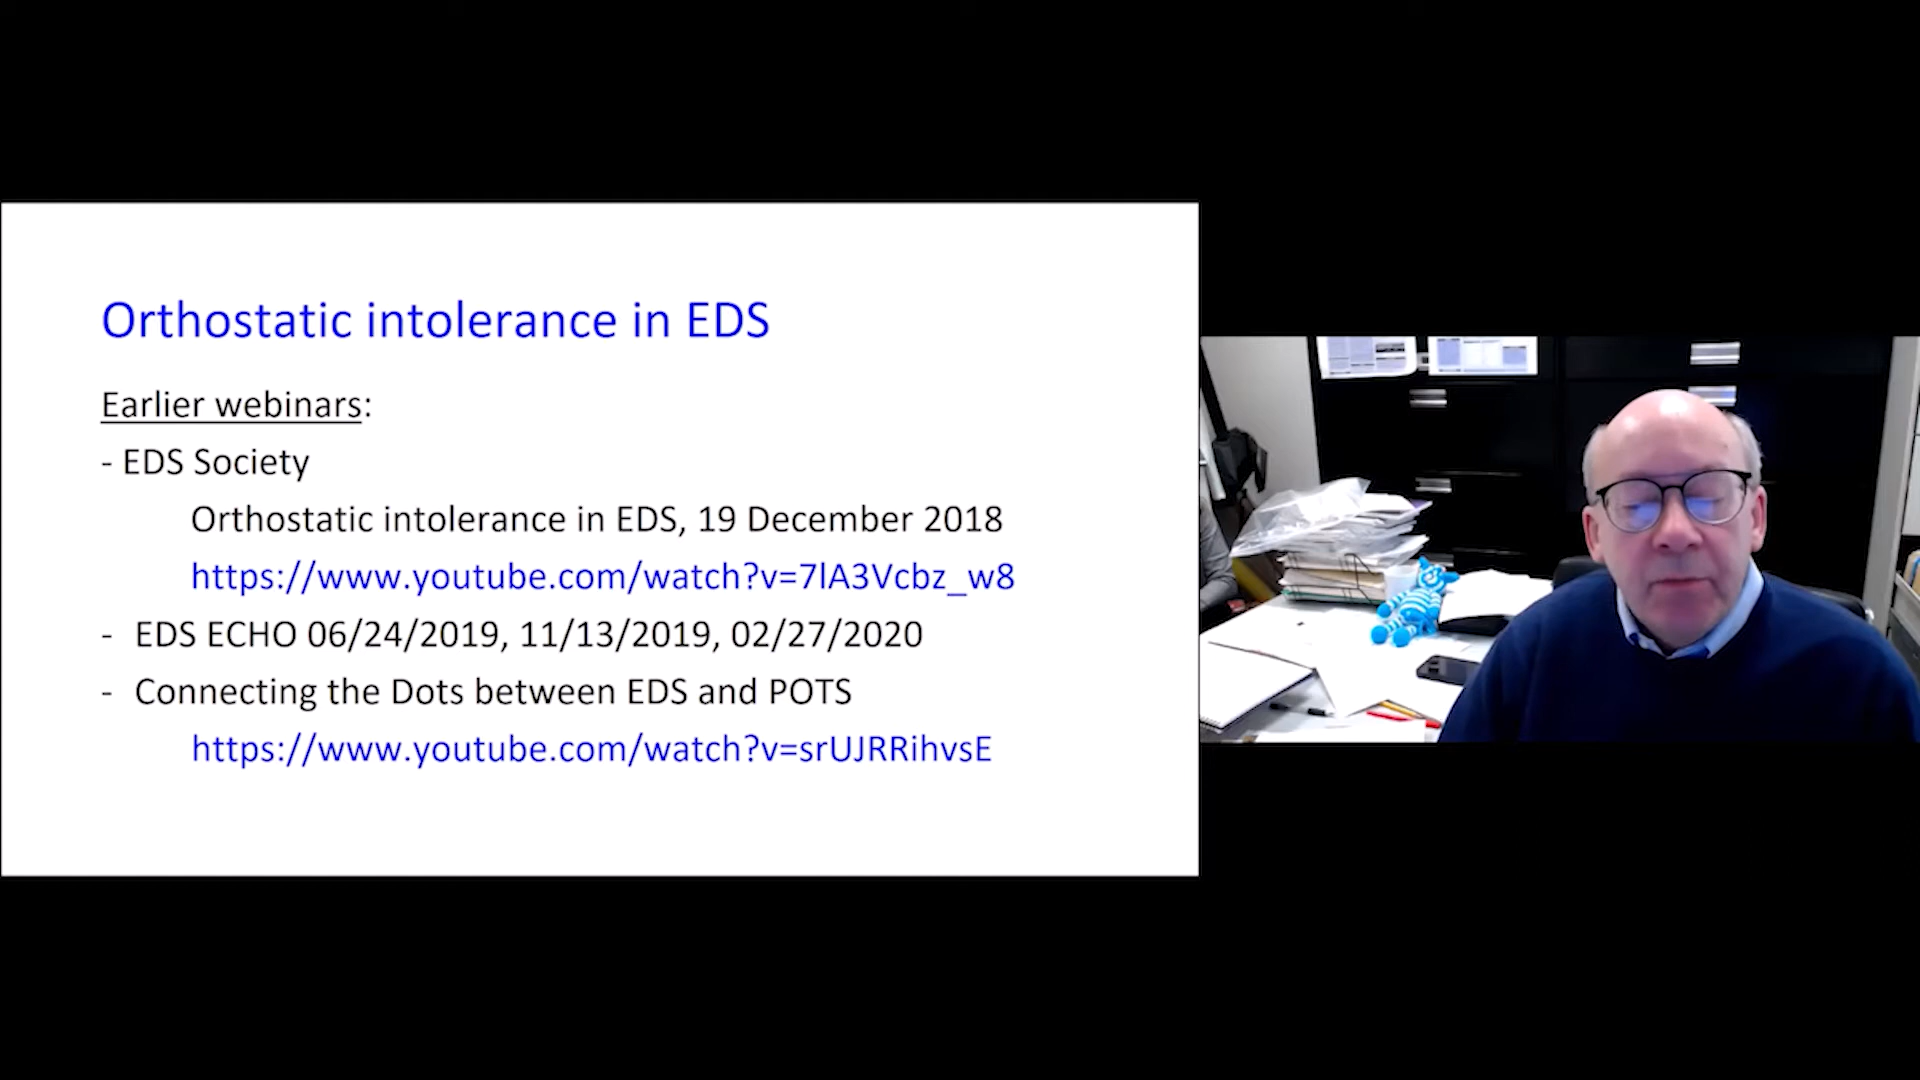 Orthostatic intolerance in EDS
Earlier webinars:
- EDS Society
Orthostatic intolerance in EDS, 19 December 2018
https://www.youtube.com/watch?v=7lA3Vcbz_w8
- EDS ECHO 06/24/2019, 11/13/2019, 02/27/2020
- Connecting the Dots between EDS and POTS
https://www.youtube.com/watch?v=srUJRRihvsE